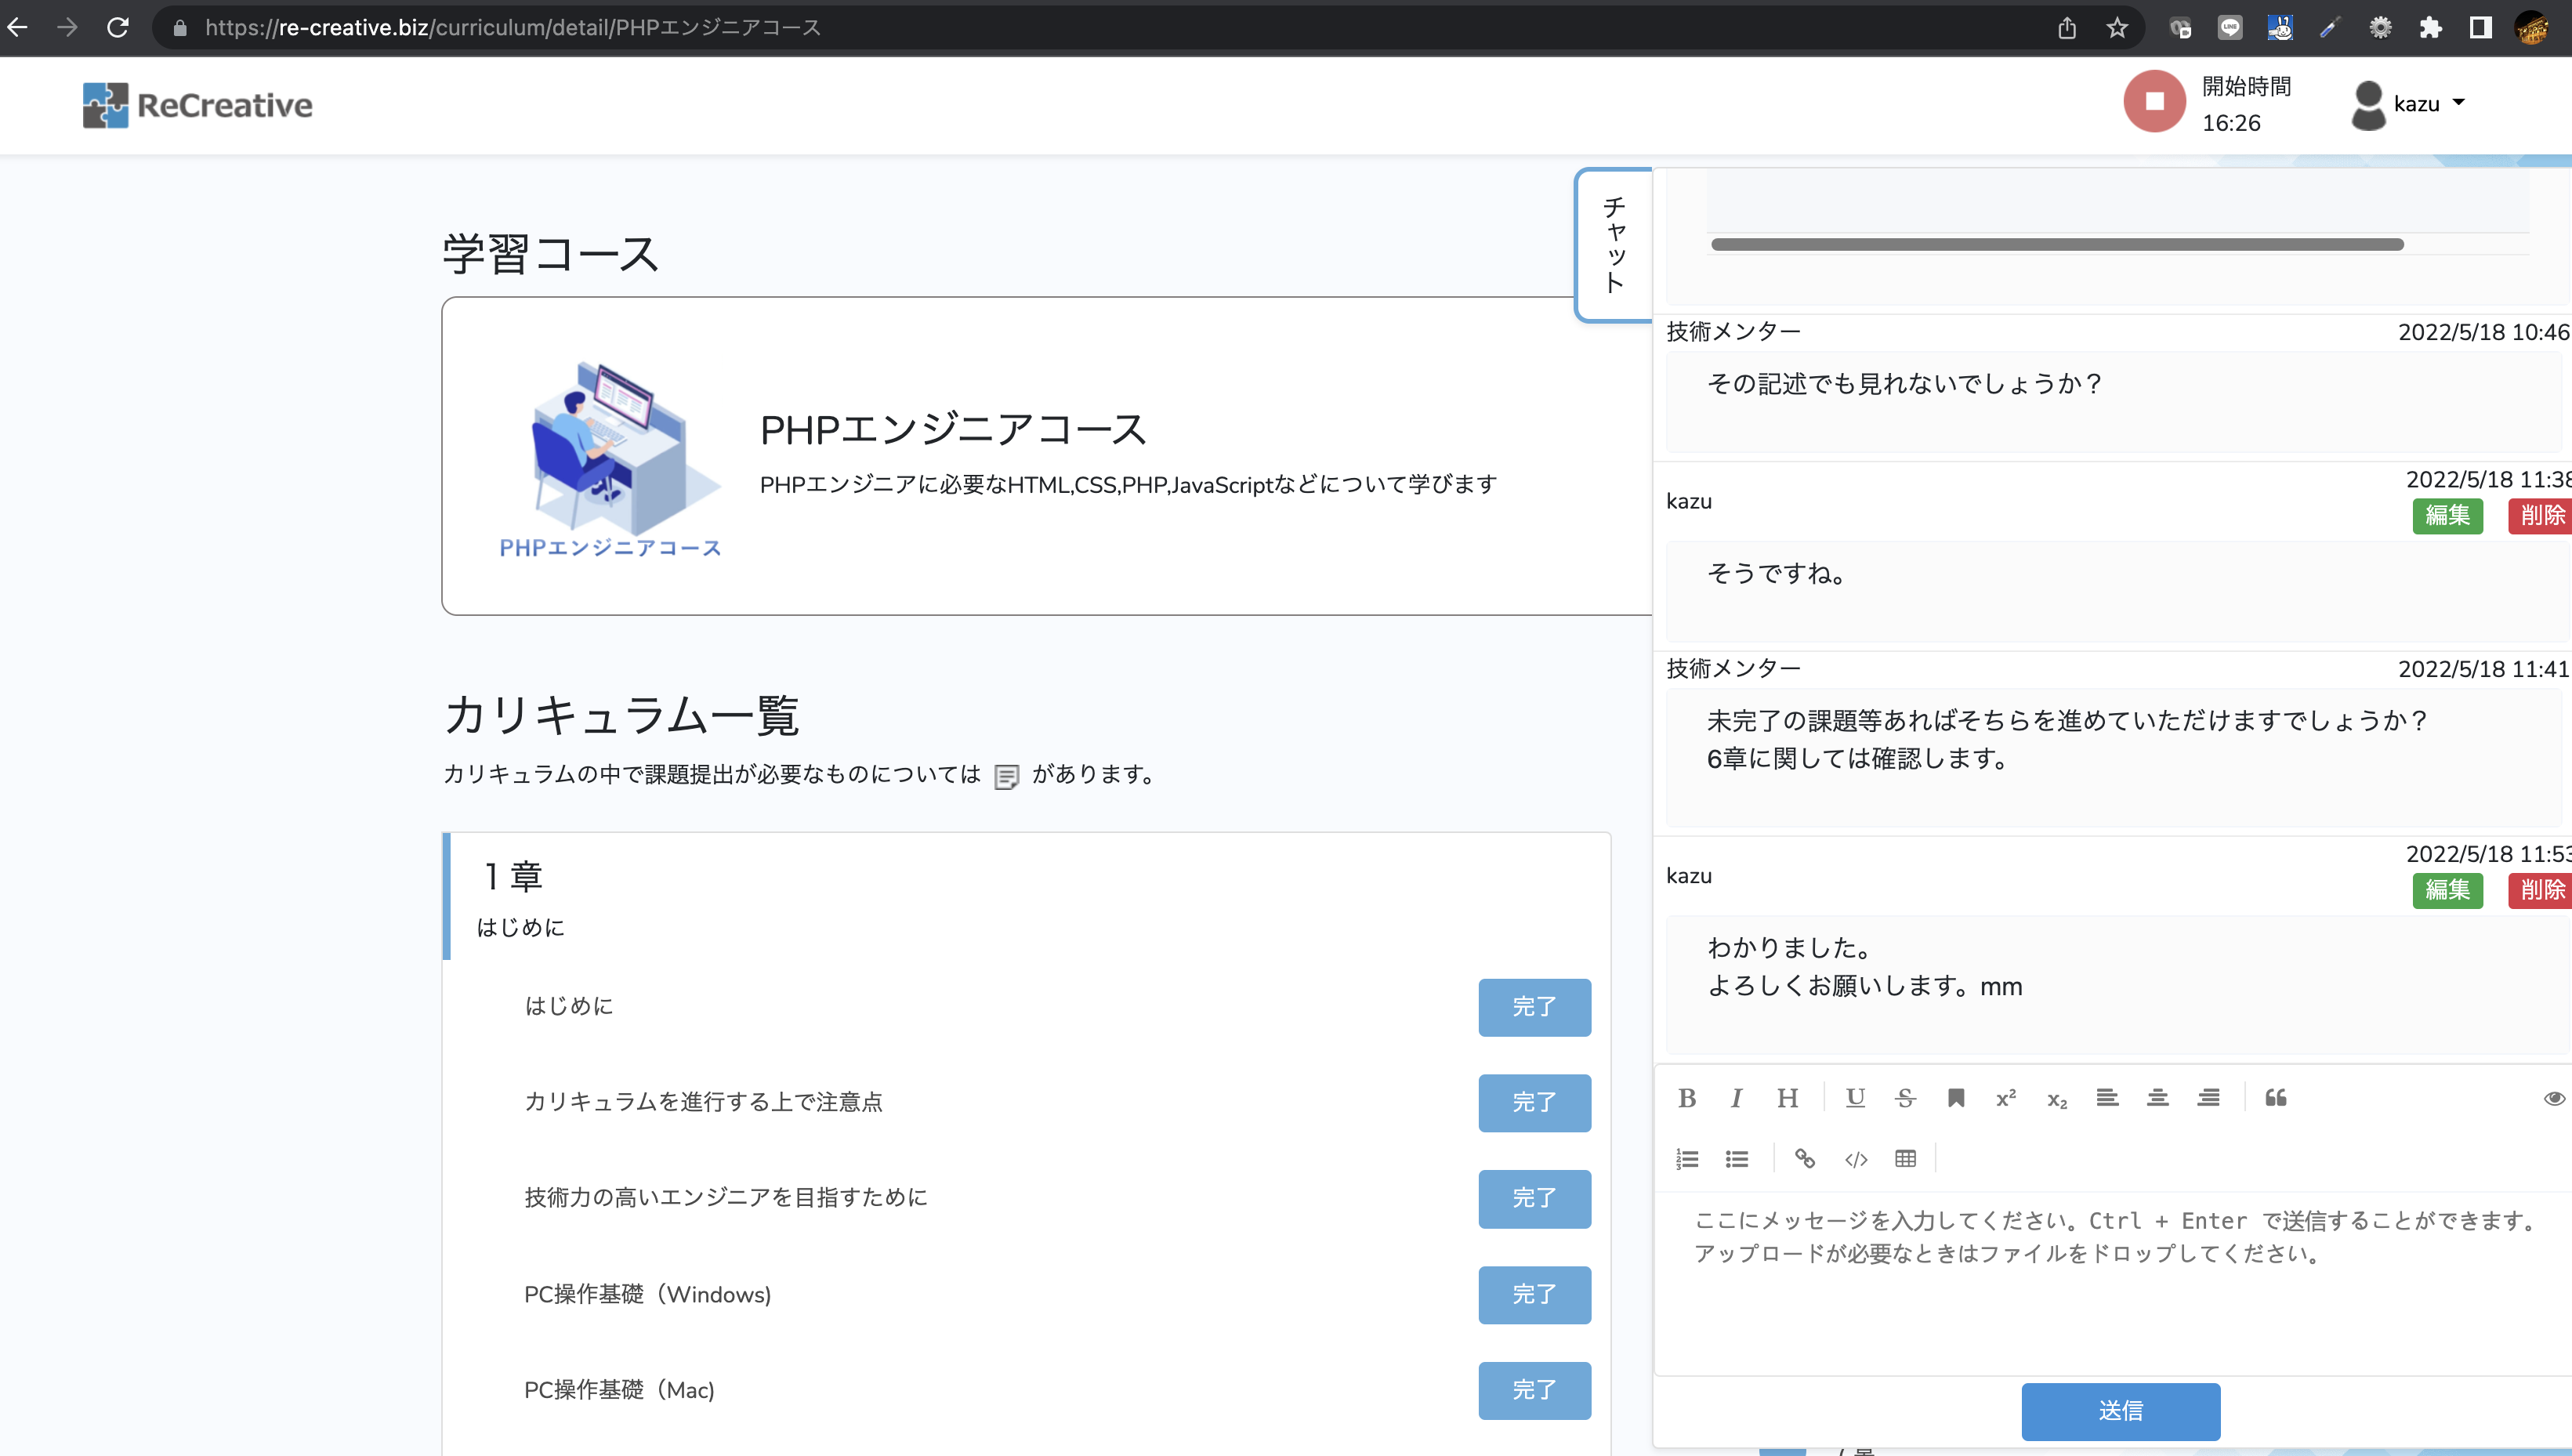 https://re-creative.biz/curriculum/detail/PHPエンジニアコース
ReCreative
開始時間
16:26
kazu
学習コース
PHPエンジニアコース
PHPエンジニアコース
PHPエンジニアに必要なHTML,CSS,PHP,JavaScriptなどについて学びます
カリキュラム一覧
カリキュラムの中で課題提出が必要なものについては があります。
1 章
はじめに
はじめに 完了
カリキュラムを進行する上で注意点 完了
技術力の高いエンジニアを目指すために 完了
PC操作基礎（Windows) 完了
PC操作基礎（Mac) 完了
チャット
技術メンター 2022/5/18 10:46
その記述でも見れないでしょうか？
kazu 2022/5/18 11:38
編集 削除
そうですね。
技術メンター 2022/5/18 11:41
未完了の課題等あればそちらを進めていただけますでしょうか？
6章に関しては確認します。
kazu 2022/5/18 11:53
編集 削除
わかりました。
よろしくお願いします。mm
ここにメッセージを入力してください。Ctrl + Enter で送信することができます。
アップロードが必要なときはファイルをドロップしてください。
送信